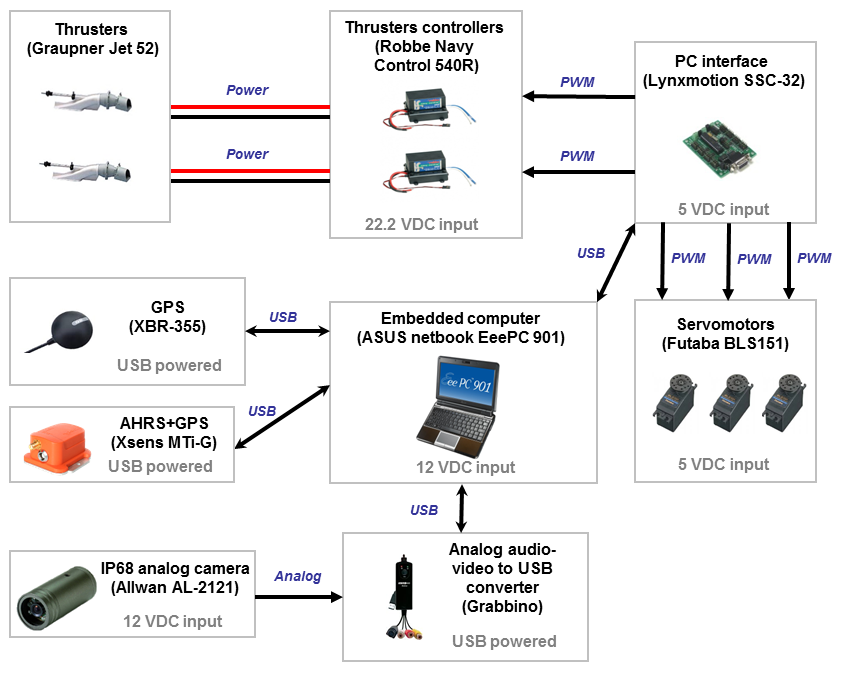 Thrusters
(Graupner Jet 52)
Power
Power
Thrusters controllers
(Robbe Navy
Control 540R)
22.2 VDC input
PWM
PWM
PC interface
(Lynxmotion SSC-32)
5 VDC input
USB
PWM
PWM
PWM
GPS
(XBR-355)
USB powered
USB
Embedded computer
(ASUS netbook EeePC 901)
Eee PC 901
12 VDC input
Servomotors
(Futaba BLS151)
5 VDC input
AHRS+GPS
(Xsens MTi-G)
USB powered
USB
USB
IP68 analog camera
(Allwan AL-2121)
12 VDC input
Analog
Analog audio-
video to USB
converter
(Grabbino)
USB powered